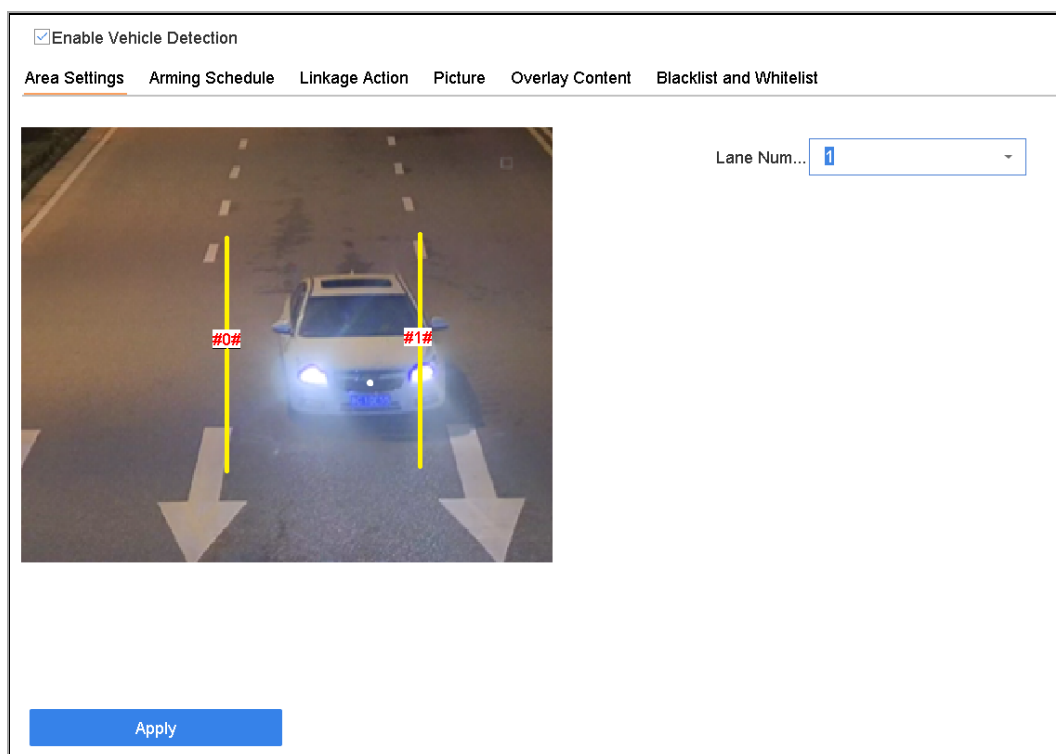 Enable Vehicle Detection
Area Settings Arming Schedule Linkage Action Picture Overlay Content Blacklist and Whitelist
Lane Num... 1
#0# #1#
Apply